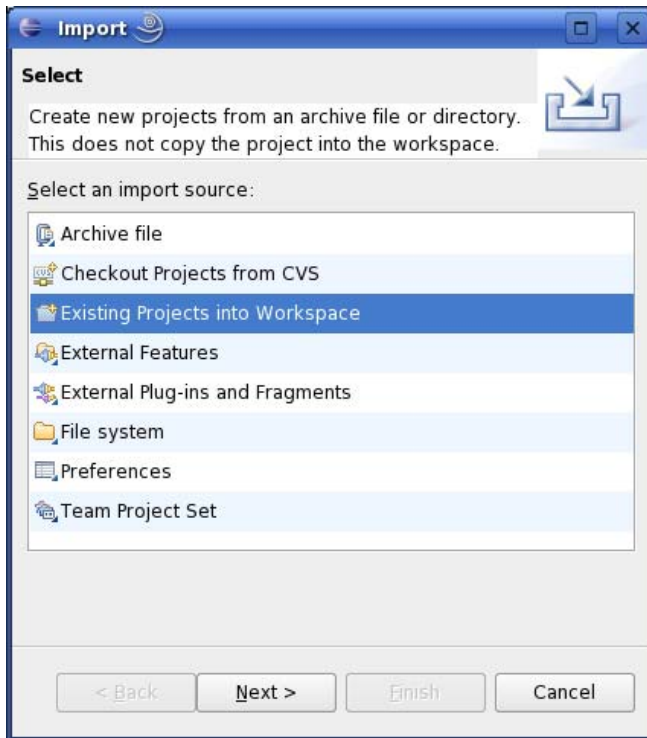 Import
Select
Create new projects from an archive file or directory.
This does not copy the project into the workspace.
Select an import source:
Archive file
Checkout Projects from CVS
Existing Projects into Workspace
External Features
External Plug-ins and Fragments
File system
Preferences
Team Project Set
< Back
Next >
Finish
Cancel